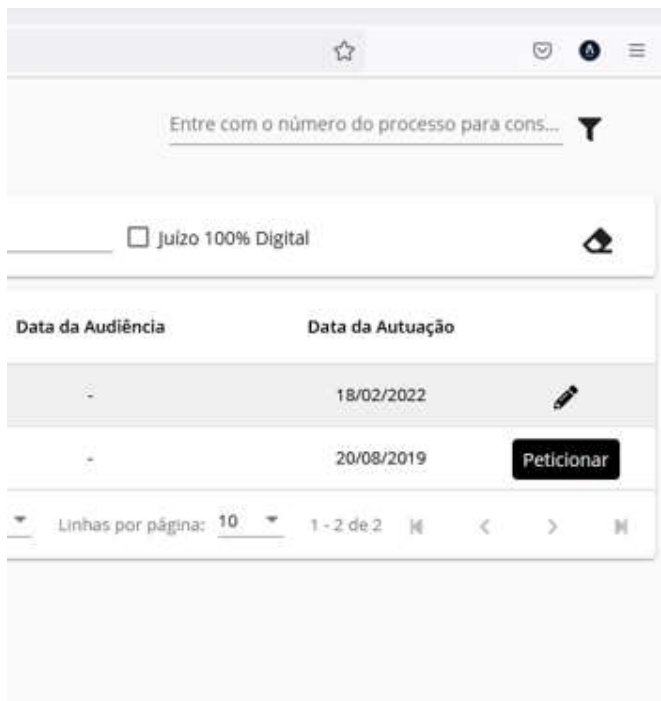 Entre com o número do processo para cons...
Juízo 100% Digital
Data da Audiência Data da Autuação
- 18/02/2022
- 20/08/2019 Peticionar
Linhas por página: 10 1 - 2 de 2